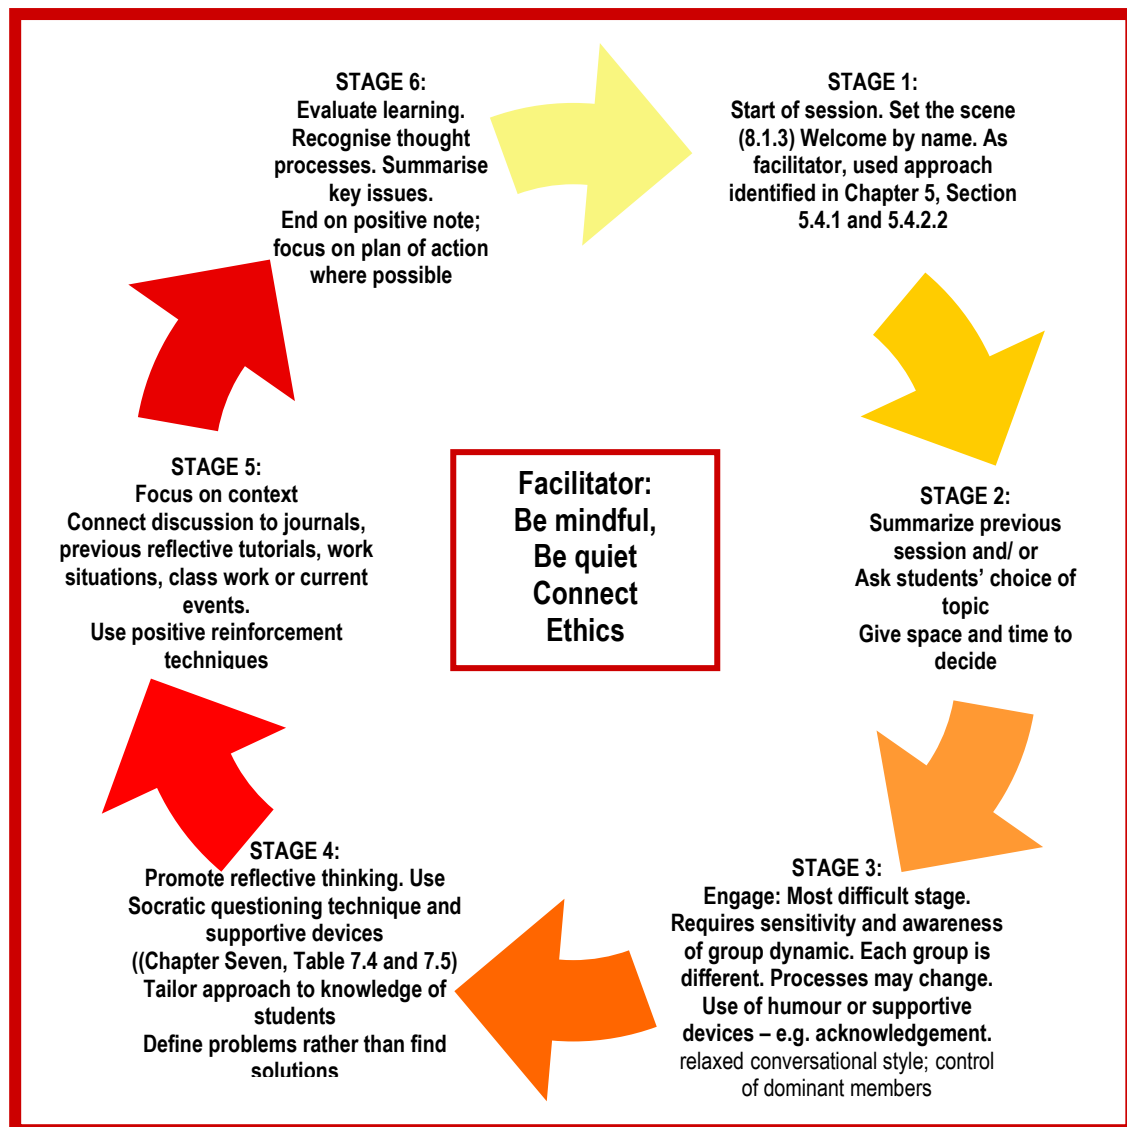 STAGE 1:
Start of session. Set the scene
(8.1.3) Welcome by name. As
facilitator, used approach
identified in Chapter 5, Section
5.4.1 and 5.4.2.2
STAGE 2:
Summarize previous
session and/ or
Ask students’ choice of
topic
Give space and time to
decide
STAGE 3:
Engage: Most difficult stage.
Requires sensitivity and awareness
of group dynamic. Each group is
different. Processes may change.
Use of humour or supportive
devices – e.g. acknowledgement.
relaxed conversational style; control
of dominant members
STAGE 4:
Promote reflective thinking. Use
Socratic questioning technique and
supportive devices
((Chapter Seven, Table 7.4 and 7.5)
Tailor approach to knowledge of
students
Define problems rather than find
solutions
STAGE 5:
Focus on context
Connect discussion to journals,
previous reflective tutorials, work
situations, class work or current
events.
Use positive reinforcement
techniques
STAGE 6:
Evaluate learning.
Recognise thought
processes. Summarise
key issues.
End on positive note;
focus on plan of action
where possible
Facilitator:
Be mindful,
Be quiet
Connect
Ethics